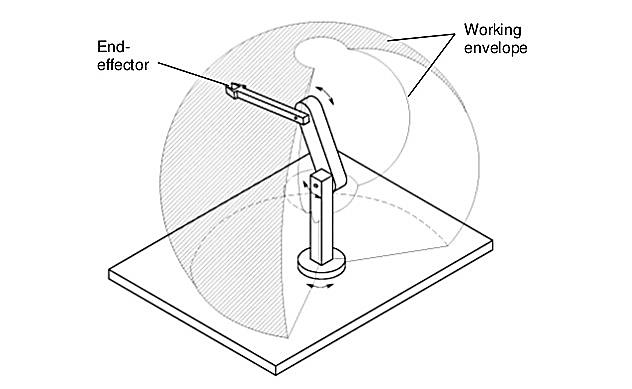 End-
effector
Working
envelope